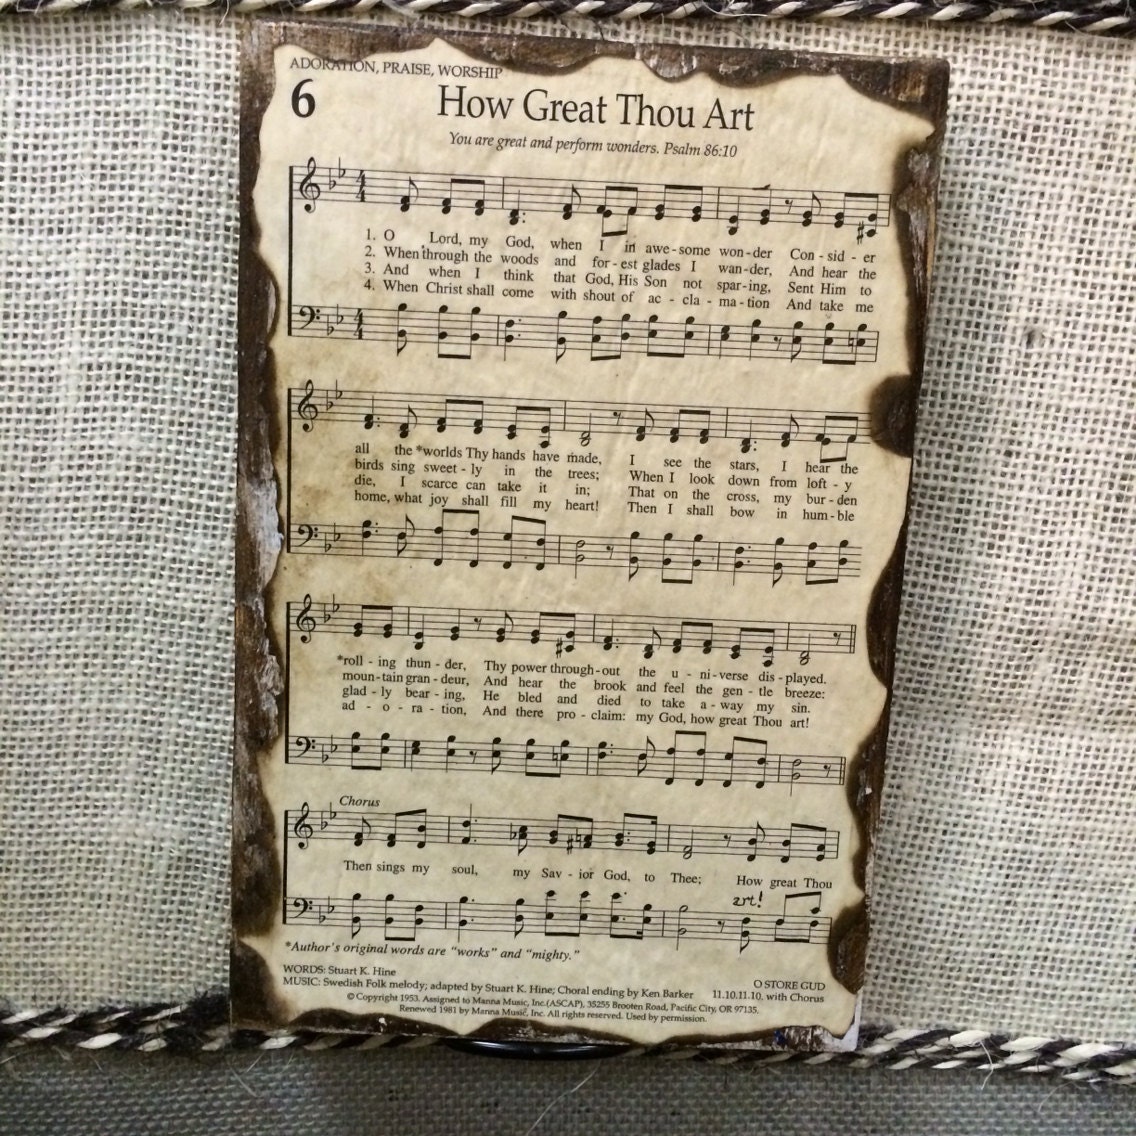 ADORATION, PRAISE, WORSHIP
6
How Great Thou Art
You are great and perform wonders. Psalm 86:10
1. O Lord, my God, when I in awe-some won-der Con-sid-er
2. When through the woods and for-est glades I wan-der, And hear the
3. And when I think that God, His Son not spar-ing, Sent Him to
4. When Christ shall come with shout of ac-cla-ma-tion And take me
all the *worlds Thy hands have made, I see the stars, I hear the
birds sing sweet-ly in the trees; When I look down from loft-y
die, I scarce can take it in; That on the cross, my bur-den
home, what joy shall fill my heart! Then I shall bow in hum-ble
*roll-ing thun-der, Thy power through-out the u-ni-verse dis-played.
moun-tain gran-deur, And hear the brook and feel the gen-tle breeze:
glad-ly bear-ing, He bled and died to take a-way my sin.
ad-o-ra-tion, And there pro-claim: my God, how great Thou art!
Chorus
Then sings my soul, my Sav-ior God, to Thee; How great Thou
art!
*Author's original words are "works" and "mighty."
WORDS: Stuart K. Hine
MUSIC: Swedish Folk melody; adapted by Stuart K. Hine; Choral ending by Ken Barker
O STORE GUD
11.10.11.10. with Chorus
© Copyright 1953. Assigned to Manna Music, Inc.(ASCAP), 35255 Brooten Road, Pacific City, OR 97135.
Renewed 1981 by Manna Music, Inc. All rights reserved. Used by permission.